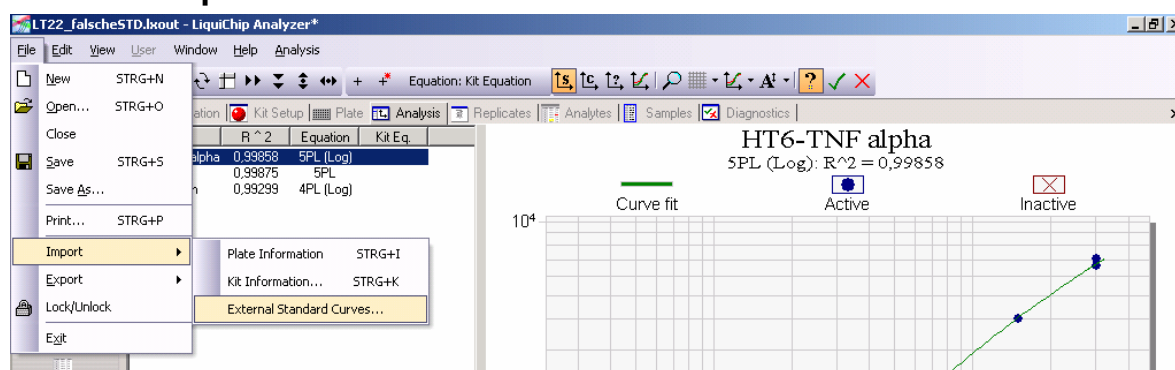 LT22_falscheSTD.lxout - LiquiChip Analyzer*
File Edit View User Window Help Analysis
New STRG+N
Open... STRG+O
Close
Save STRG+S
Save As...
Print... STRG+P
Import
Export
Lock/Unlock
Exit
Plate Information STRG+I
Kit Information... STRG+K
External Standard Curves...
Equation: Kit Equation
ation Kit Setup Plate Analysis Replicates Analytes Samples Diagnostics
R ^ 2 Equation Kit Eq.
alpha 0,99858 5PL (Log)
0,99875 5PL
n 0,99299 4PL (Log)
HT6-TNF alpha
5PL (Log): R^2 = 0,99858
Curve fit Active Inactive
10⁴